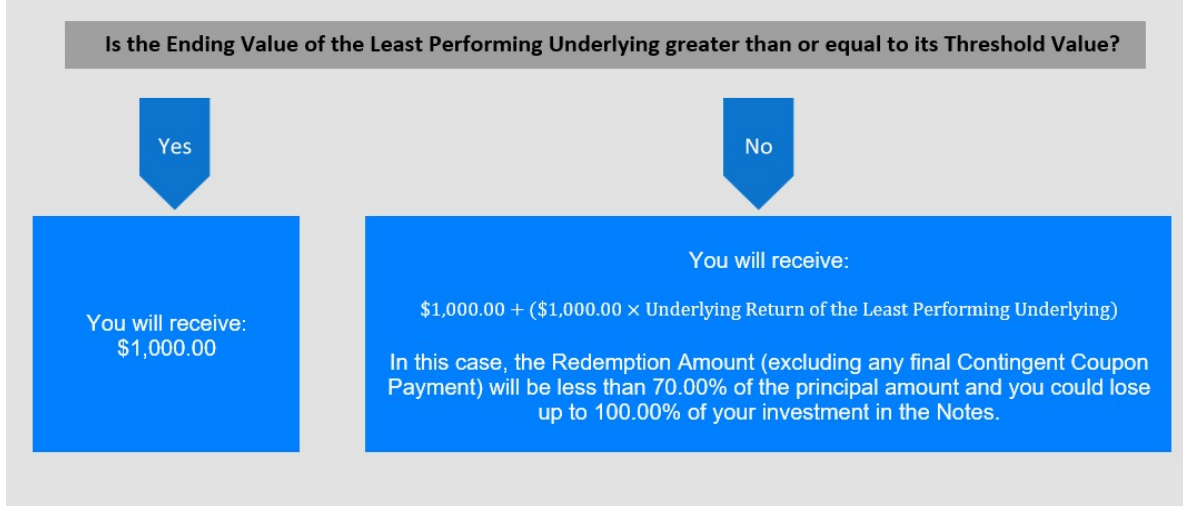 Is the Ending Value of the Least Performing Underlying greater than or equal to its Threshold Value?
Yes
No
You will receive:
$1,000.00
You will receive:
$1,000.00 + ($1,000.00 × Underlying Return of the Least Performing Underlying)
In this case, the Redemption Amount (excluding any final Contingent Coupon
Payment) will be less than 70.00% of the principal amount and you could lose
up to 100.00% of your investment in the Notes.